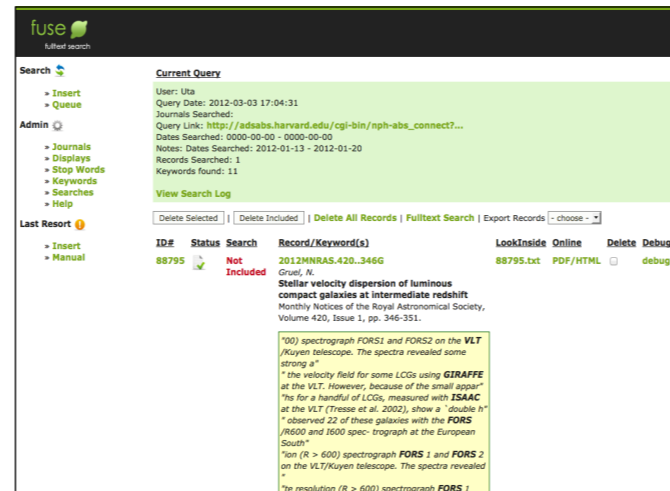 fuse
fulltext search
Search
» Insert
» Queue
Admin
» Journals
» Displays
» Stop Words
» Keywords
» Searches
» Help
Last Resort
» Insert
» Manual
Current Query
User: Uta
Query Date: 2012-03-03 17:04:31
Journals Searched:
Query Link: http://adsabs.harvard.edu/cgi-bin/nph-abs_connect?...
Dates Searched: 0000-00-00 - 0000-00-00
Notes: Dates Searched: 2012-01-13 - 2012-01-20
Records Searched: 1
Keywords found: 11
View Search Log
Delete Selected | Delete Included | Delete All Records | Fulltext Search | Export Records - choose -
ID# Status Search Record/Keyword(s) LookInside Online Delete Debug
88795 Not Included 2012MNRAS.420..346G 88795.txt PDF/HTML debug
Gruel, N.
Stellar velocity dispersion of luminous
compact galaxies at intermediate redshift
Monthly Notices of the Royal Astronomical Society,
Volume 420, Issue 1, pp. 346-351.
"00) spectrograph FORS1 and FORS2 on the VLT
/Kuyen telescope. The spectra revealed some
strong a"
" the velocity field for some LCGs using GIRAFFE
at the VLT. However, because of the small appar"
"hs for a handful of LCGs, measured with ISAAC
at the VLT (Tresse et al. 2002), show a `double h"
" observed 22 of these galaxies with the FORS
/R600 and I600 spec- trograph at the European
South"
"ion (R > 600) spectrograph FORS 1 and FORS 2
on the VLT/Kuyen telescope. The spectra revealed
"
"te resolution (R > 600) spectrograph FORS 1